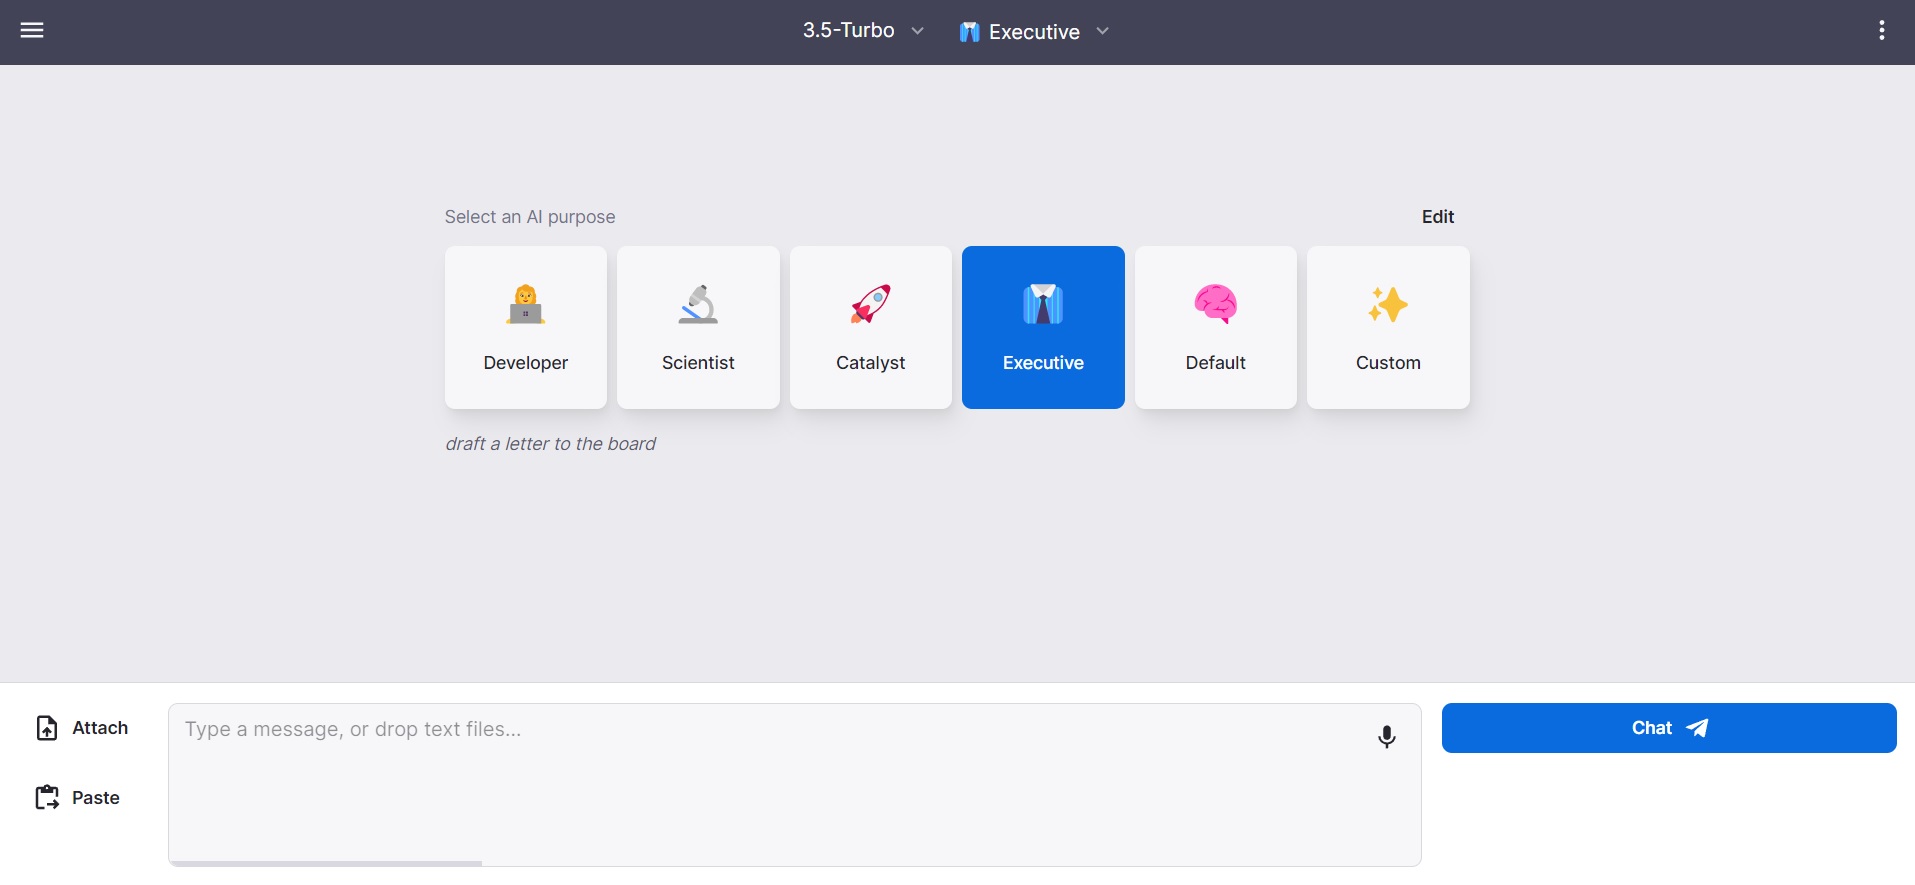 3.5-Turbo Executive
Select an AI purpose Edit
Developer Scientist Catalyst Executive Default Custom
draft a letter to the board
Attach
Type a message, or drop text files...
Chat
Paste